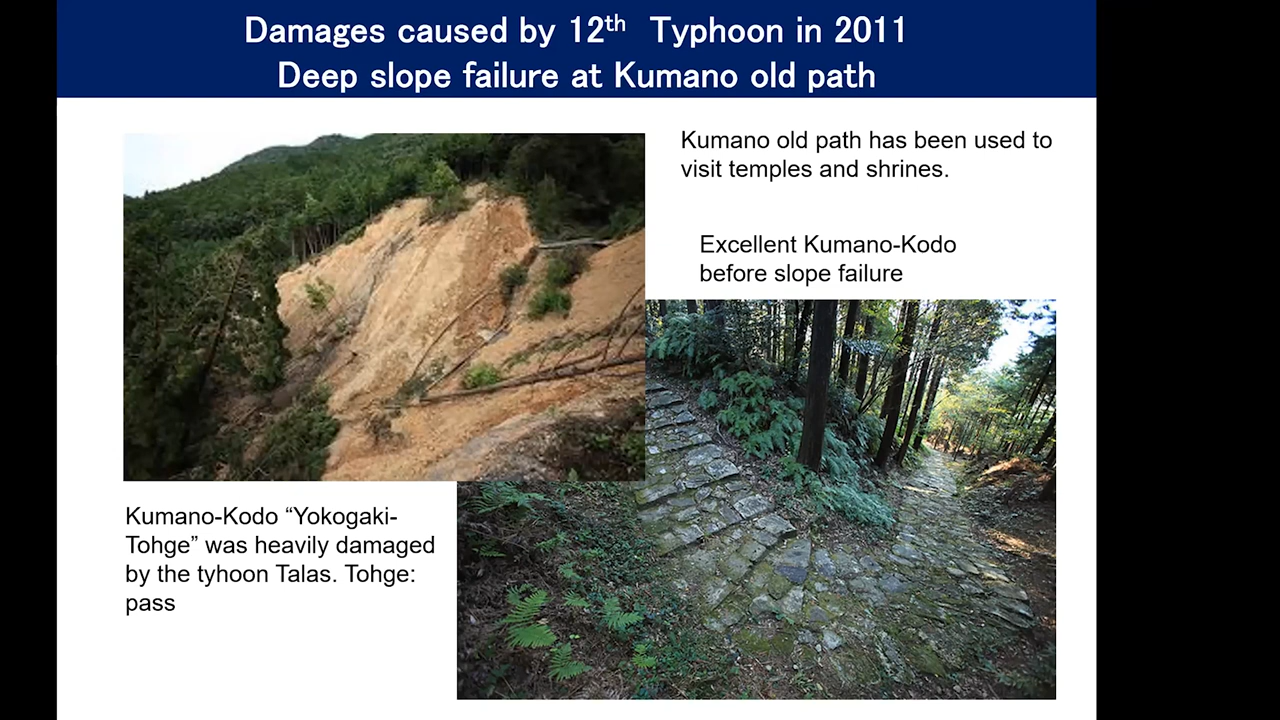 Damages caused by 12th Typhoon in 2011
Deep slope failure at Kumano old path
Kumano old path has been used to
visit temples and shrines.
Excellent Kumano-Kodo
before slope failure
Kumano-Kodo “Yokogaki-
Tohge” was heavily damaged
by the tyhoon Talas. Tohge:
pass